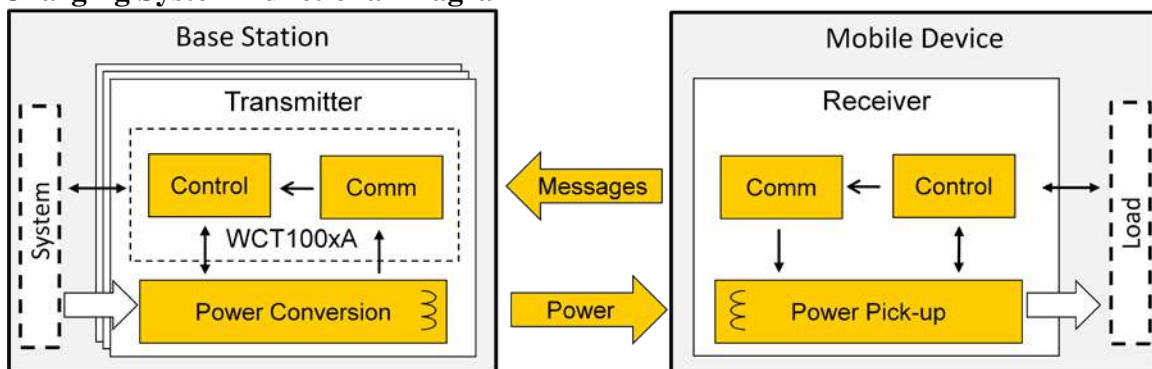 Base Station
Mobile Device
Transmitter
Receiver
System
Control
Comm
WCT100xA
Power Conversion
Messages
Power
Comm
Control
Power Pick-up
Load